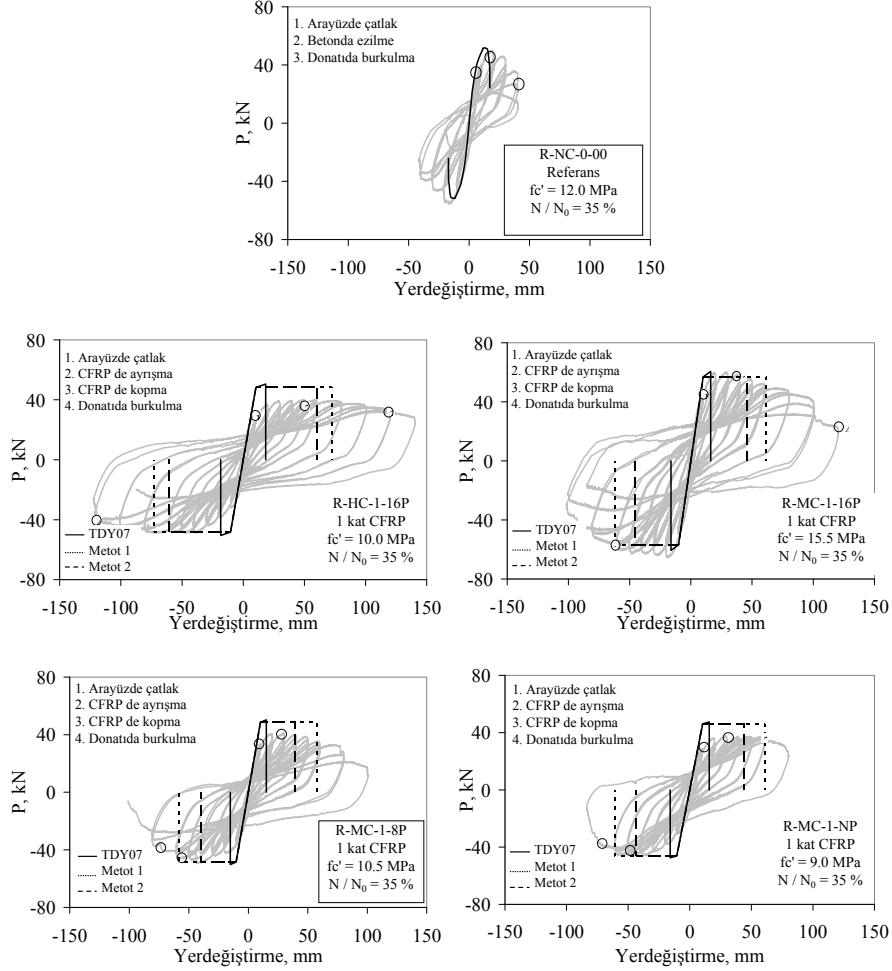 80
40
0
-40
-80
P, kN
1. Arayüzde çatlak
2. Betonda ezilme
3. Donatıda burkulma
R-NC-0-00
Referans
fc' = 12.0 MPa
N / N₀ = 35 %
-150 -100 -50 0 50 100 150
Yerdeğiştirme, mm
80
40
0
-40
-80
P, kN
1. Arayüzde çatlak
2. CFRP de ayrışma
3. CFRP de kopma
4. Donatıda burkulma
TDY07
Metot 1
Metot 2
R-HC-1-16P
1 kat CFRP
fc' = 10.0 MPa
N / N₀ = 35 %
-150 -100 -50 0 50 100 150
Yerdeğiştirme, mm
80
40
0
-40
-80
P, kN
1. Arayüzde çatlak
2. CFRP de ayrışma
3. CFRP de kopma
4. Donatıda burkulma
TDY07
Metot 1
Metot 2
R-MC-1-16P
1 kat CFRP
fc' = 15.5 MPa
N / N₀ = 35 %
-150 -100 -50 0 50 100 150
Yerdeğiştirme, mm
80
40
0
-40
-80
P, kN
1. Arayüzde çatlak
2. CFRP de ayrışma
3. CFRP de kopma
4. Donatıda burkulma
TDY07
Metot 1
Metot 2
R-MC-1-8P
1 kat CFRP
fc' = 10.5 MPa
N / N₀ = 35 %
-150 -100 -50 0 50 100 150
Yerdeğiştirme, mm
80
40
0
-40
-80
P, kN
1. Arayüzde çatlak
2. CFRP de ayrışma
3. CFRP de kopma
4. Donatıda burkulma
TDY07
Metot 1
Metot 2
R-MC-1-NP
1 kat CFRP
fc' = 9.0 MPa
N / N₀ = 35 %
-150 -100 -50 0 50 100 150
Yerdeğiştirme, mm